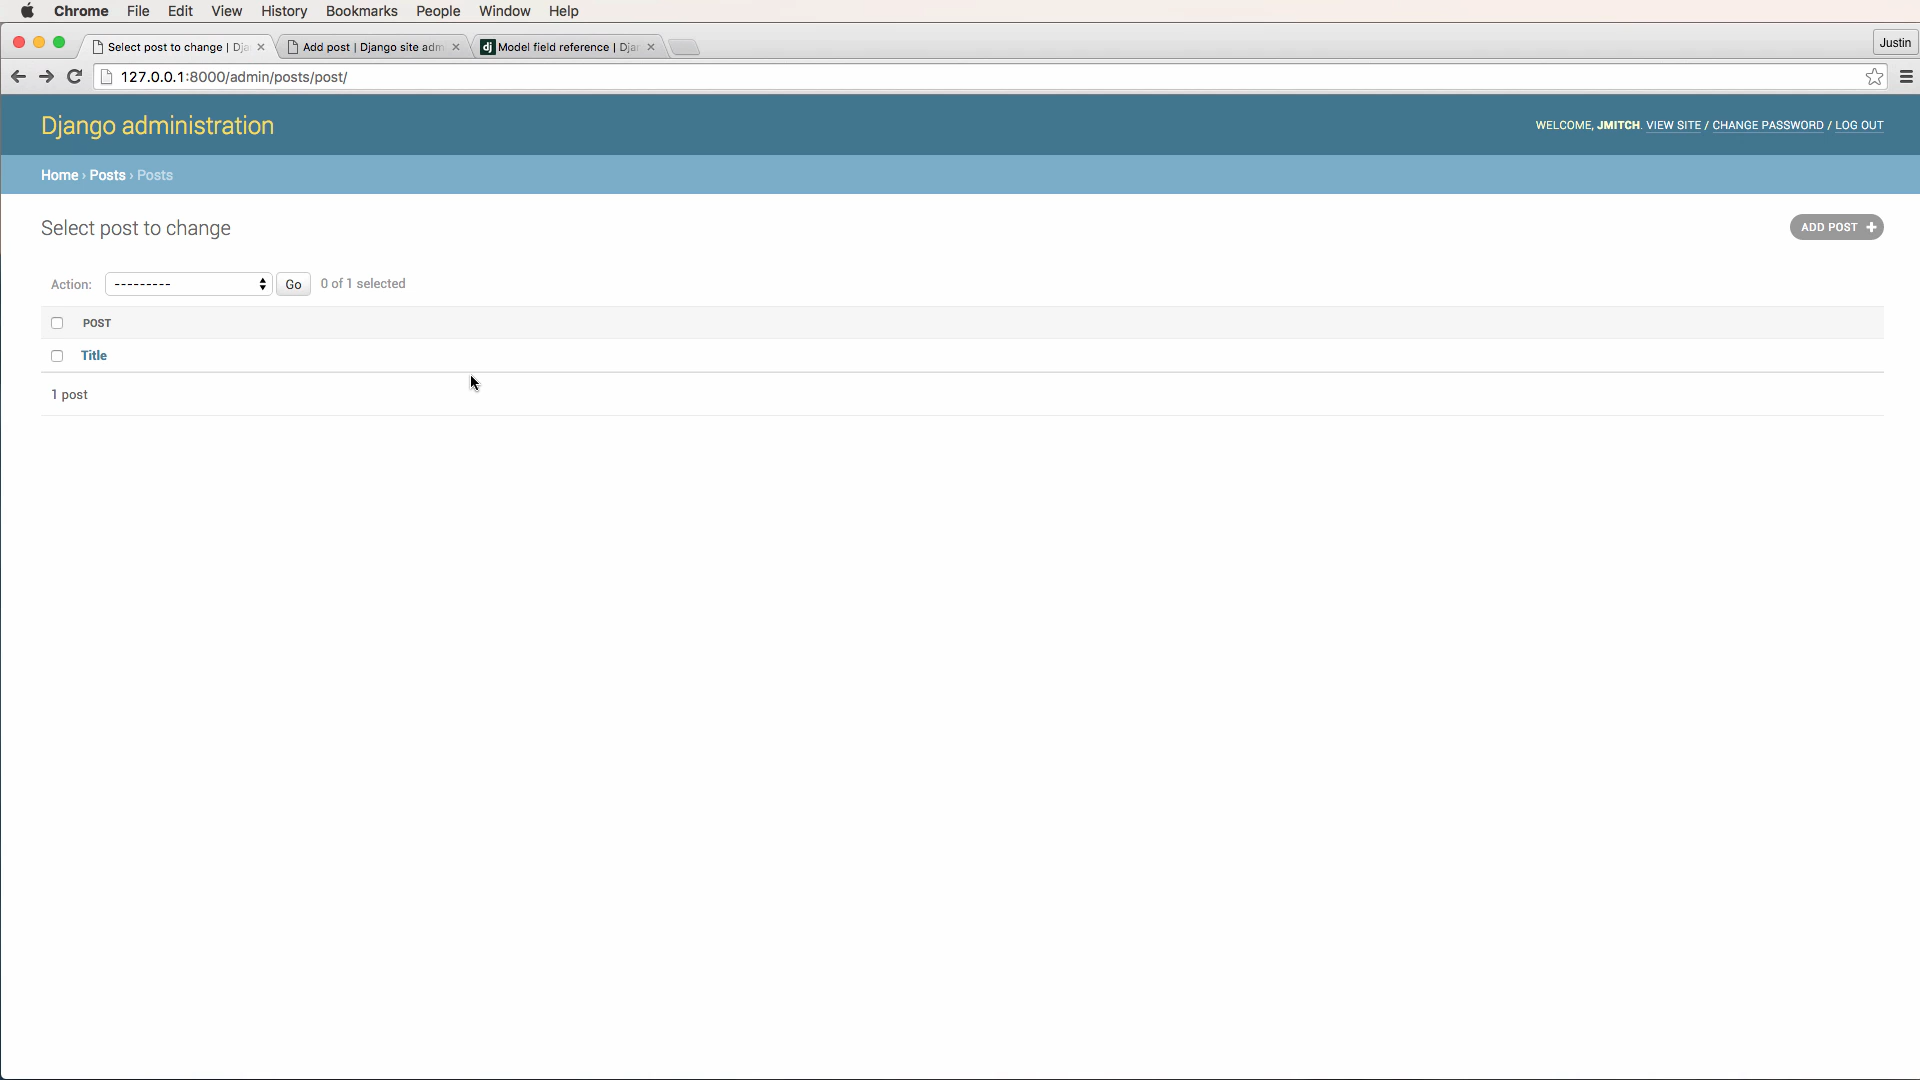 Chrome File Edit View History Bookmarks People Window Help
Select post to change | Dja Add post | Django site adm dj Model field reference | Djan Justin
127.0.0.1:8000/admin/posts/post/
Django administration WELCOME, JMITCH. VIEW SITE / CHANGE PASSWORD / LOG OUT
Home › Posts › Posts
Select post to change ADD POST +
Action: --------- Go 0 of 1 selected
POST
Title
1 post